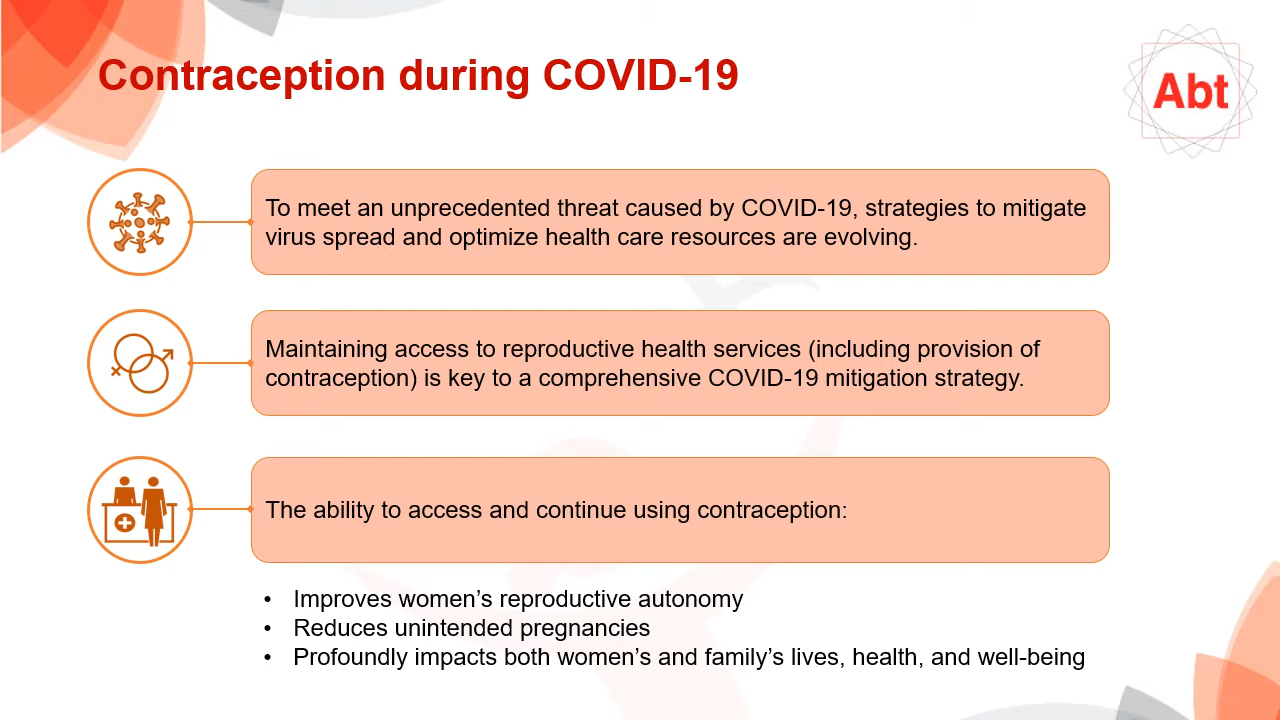 Contraception during COVID-19
Abt
To meet an unprecedented threat caused by COVID-19, strategies to mitigate
virus spread and optimize health care resources are evolving.
Maintaining access to reproductive health services (including provision of
contraception) is key to a comprehensive COVID-19 mitigation strategy.
The ability to access and continue using contraception:
• Improves women’s reproductive autonomy
• Reduces unintended pregnancies
• Profoundly impacts both women’s and family’s lives, health, and well-being